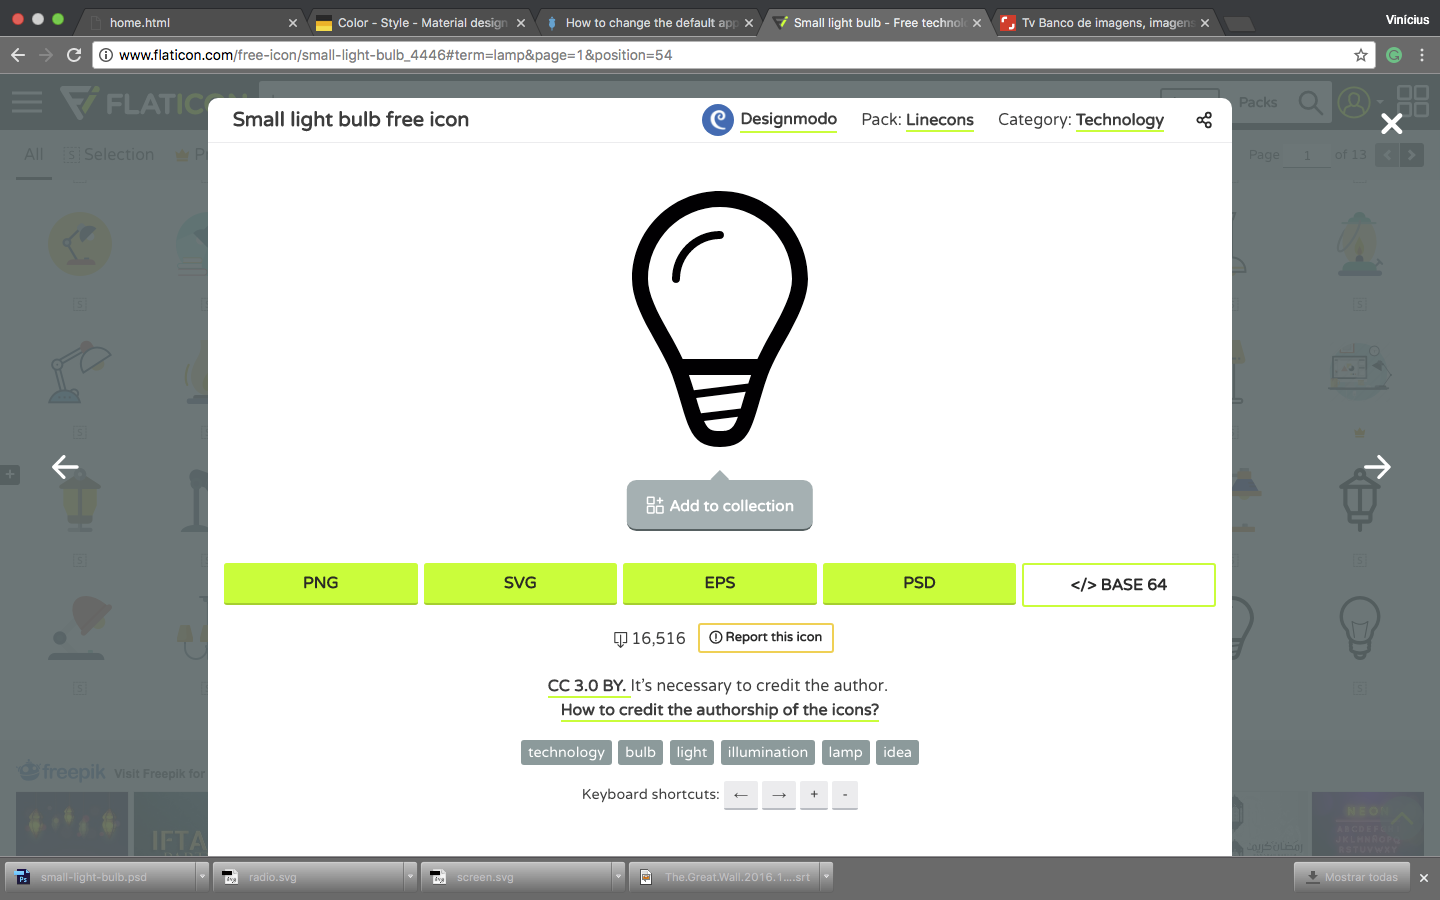 home.html
Color - Style - Material design
How to change the default app
Small light bulb - Free technolo
Tv Banco de imagens, imagens
Vinícius
www.flaticon.com/free-icon/small-light-bulb_4446#term=lamp&page=1&position=54
FLATICON
Packs
All
Selection
Page 1 of 13
Small light bulb free icon
Designmodo
Pack: Linecons
Category: Technology
Add to collection
PNG
SVG
EPS
PSD
</> BASE 64
16,516
Report this icon
CC 3.0 BY. It's necessary to credit the author.
How to credit the authorship of the icons?
technology
bulb
light
illumination
lamp
idea
Keyboard shortcuts: ← → + -
freepik
Visit Freepik for
IFTA
NEON
small-light-bulb.psd
radio.svg
screen.svg
The.Great.Wall.2016.1....srt
Mostrar todas